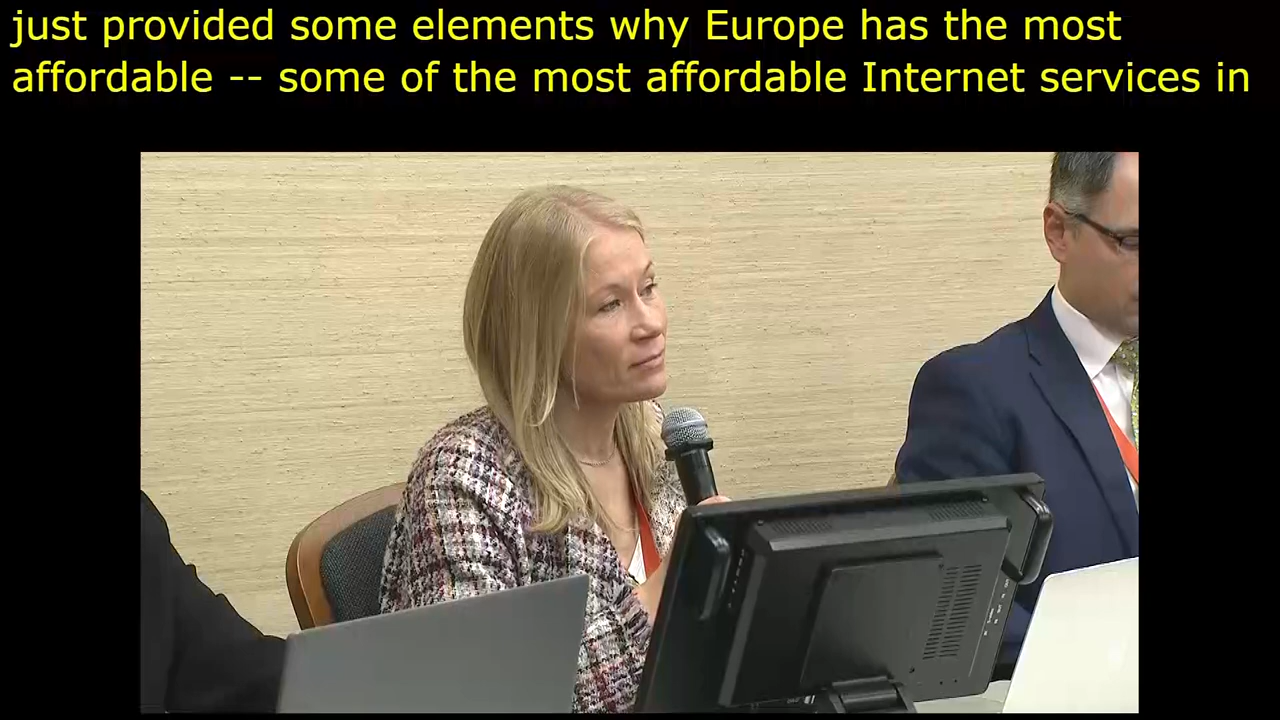 just provided some elements why Europe has the most
affordable -- some of the most affordable Internet services in